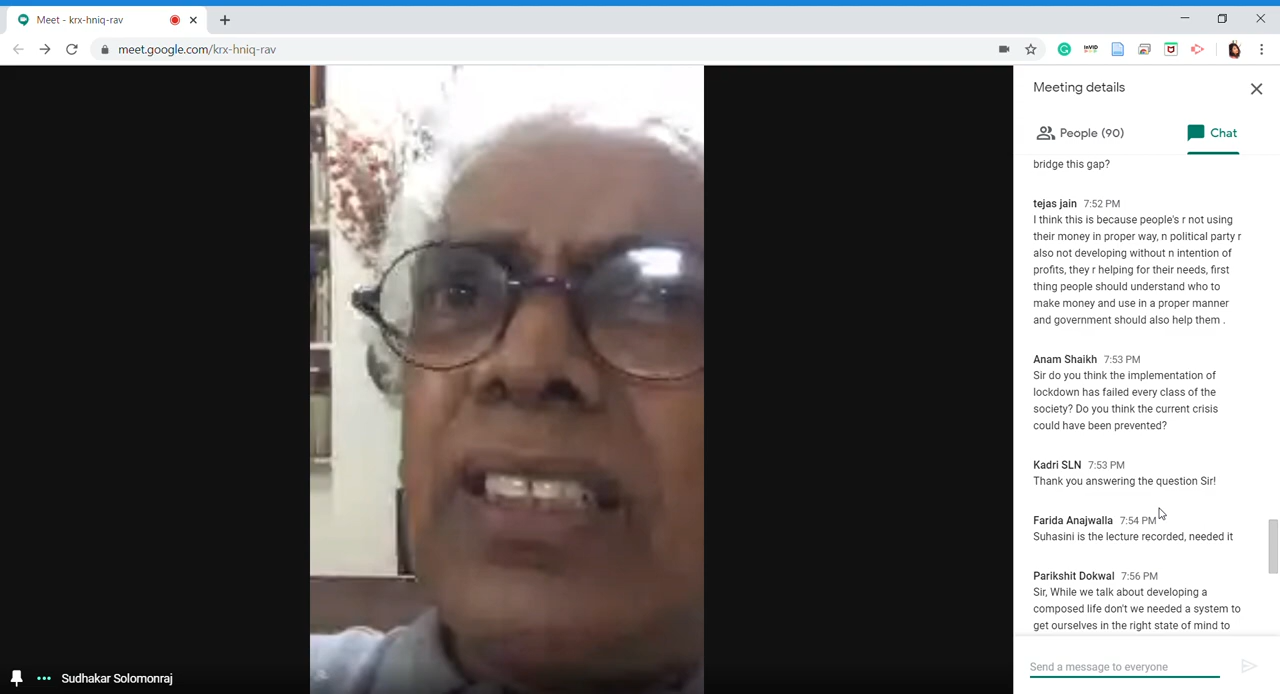 Meet - krx-hniq-rav
meet.google.com/krx-hniq-rav
InVID
Meeting details
People (90)
Chat
bridge this gap?
tejas jain 7:52 PM
I think this is because people's r not using
their money in proper way, n political party r
also not developing without n intention of
profits, they r helping for their needs, first
thing people should understand who to
make money and use in a proper manner
and government should also help them .
Anam Shaikh 7:53 PM
Sir do you think the implementation of
lockdown has failed every class of the
society? Do you think the current crisis
could have been prevented?
Kadri SLN 7:53 PM
Thank you answering the question Sir!
Farida Anajwalla 7:54 PM
Suhasini is the lecture recorded, needed it
Parikshit Dokwal 7:56 PM
Sir, While we talk about developing a
composed life don't we needed a system to
get ourselves in the right state of mind to
Send a message to everyone
Sudhakar Solomonraj